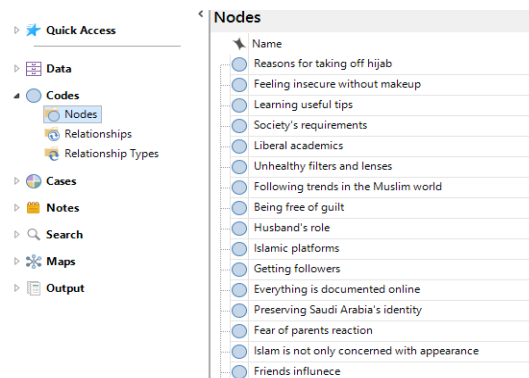 Quick Access
Data
Codes
Nodes
Relationships
Relationship Types
Cases
Notes
Search
Maps
Output
Nodes
Name
Reasons for taking off hijab
Feeling insecure without makeup
Learning useful tips
Society's requirements
Liberal academics
Unhealthy filters and lenses
Following trends in the Muslim world
Being free of guilt
Husband's role
Islamic platforms
Getting followers
Everything is documented online
Preserving Saudi Arabia's identity
Fear of parents reaction
Islam is not only concerned with appearance
Friends influnece